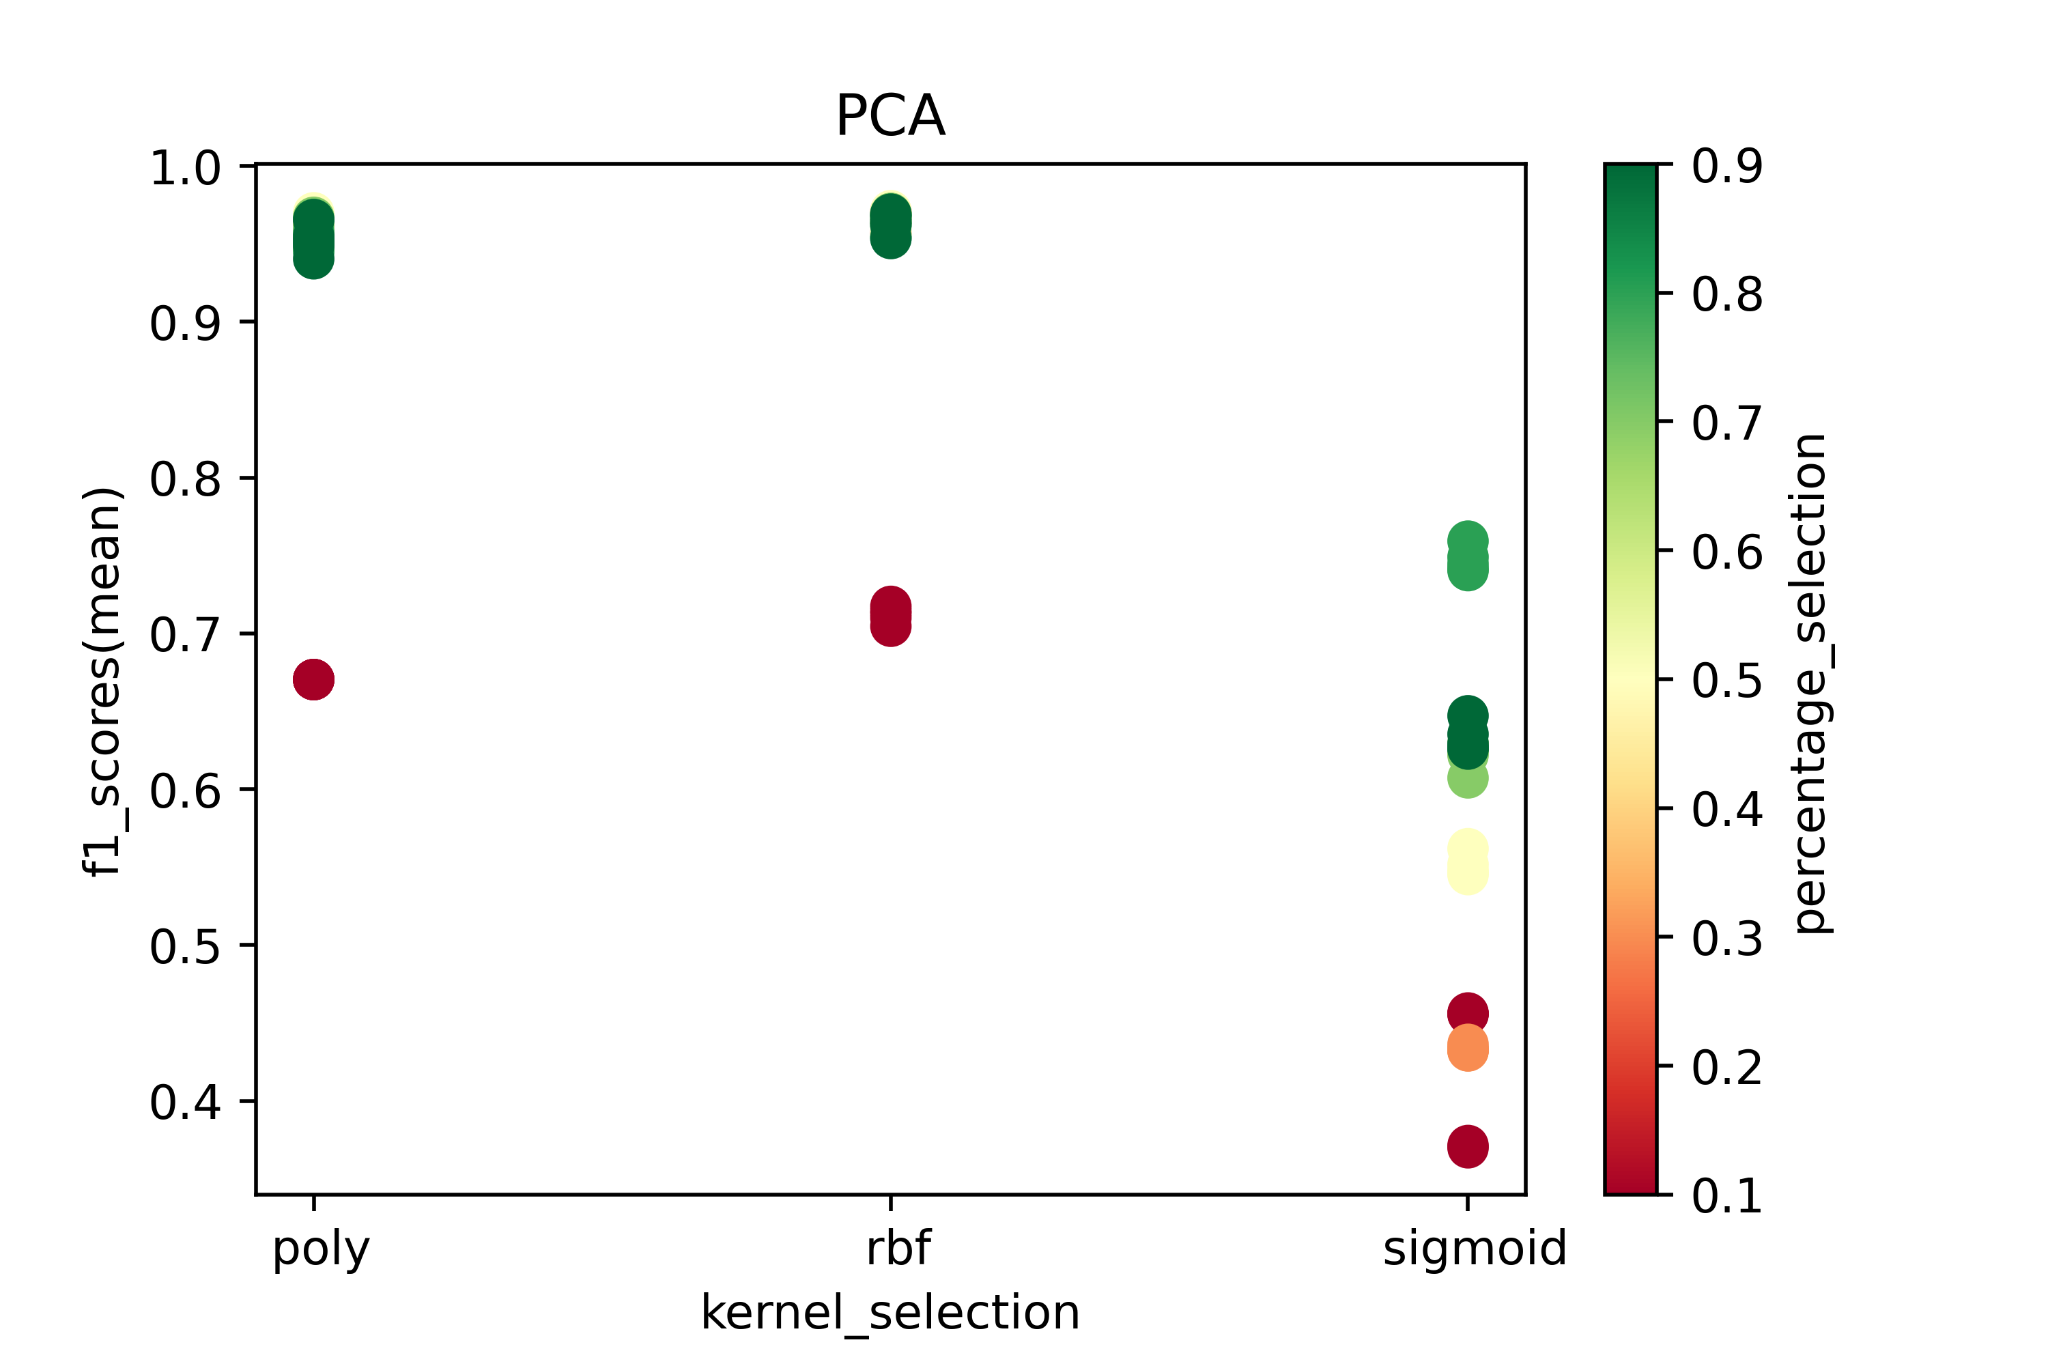 PCA
1.0
0.9
0.8
0.7
0.6
0.5
0.4
f1_scores(mean)
poly
rbf
sigmoid
kernel_selection
0.9
0.8
0.7
0.6
0.5
0.4
0.3
0.2
0.1
percentage_selection